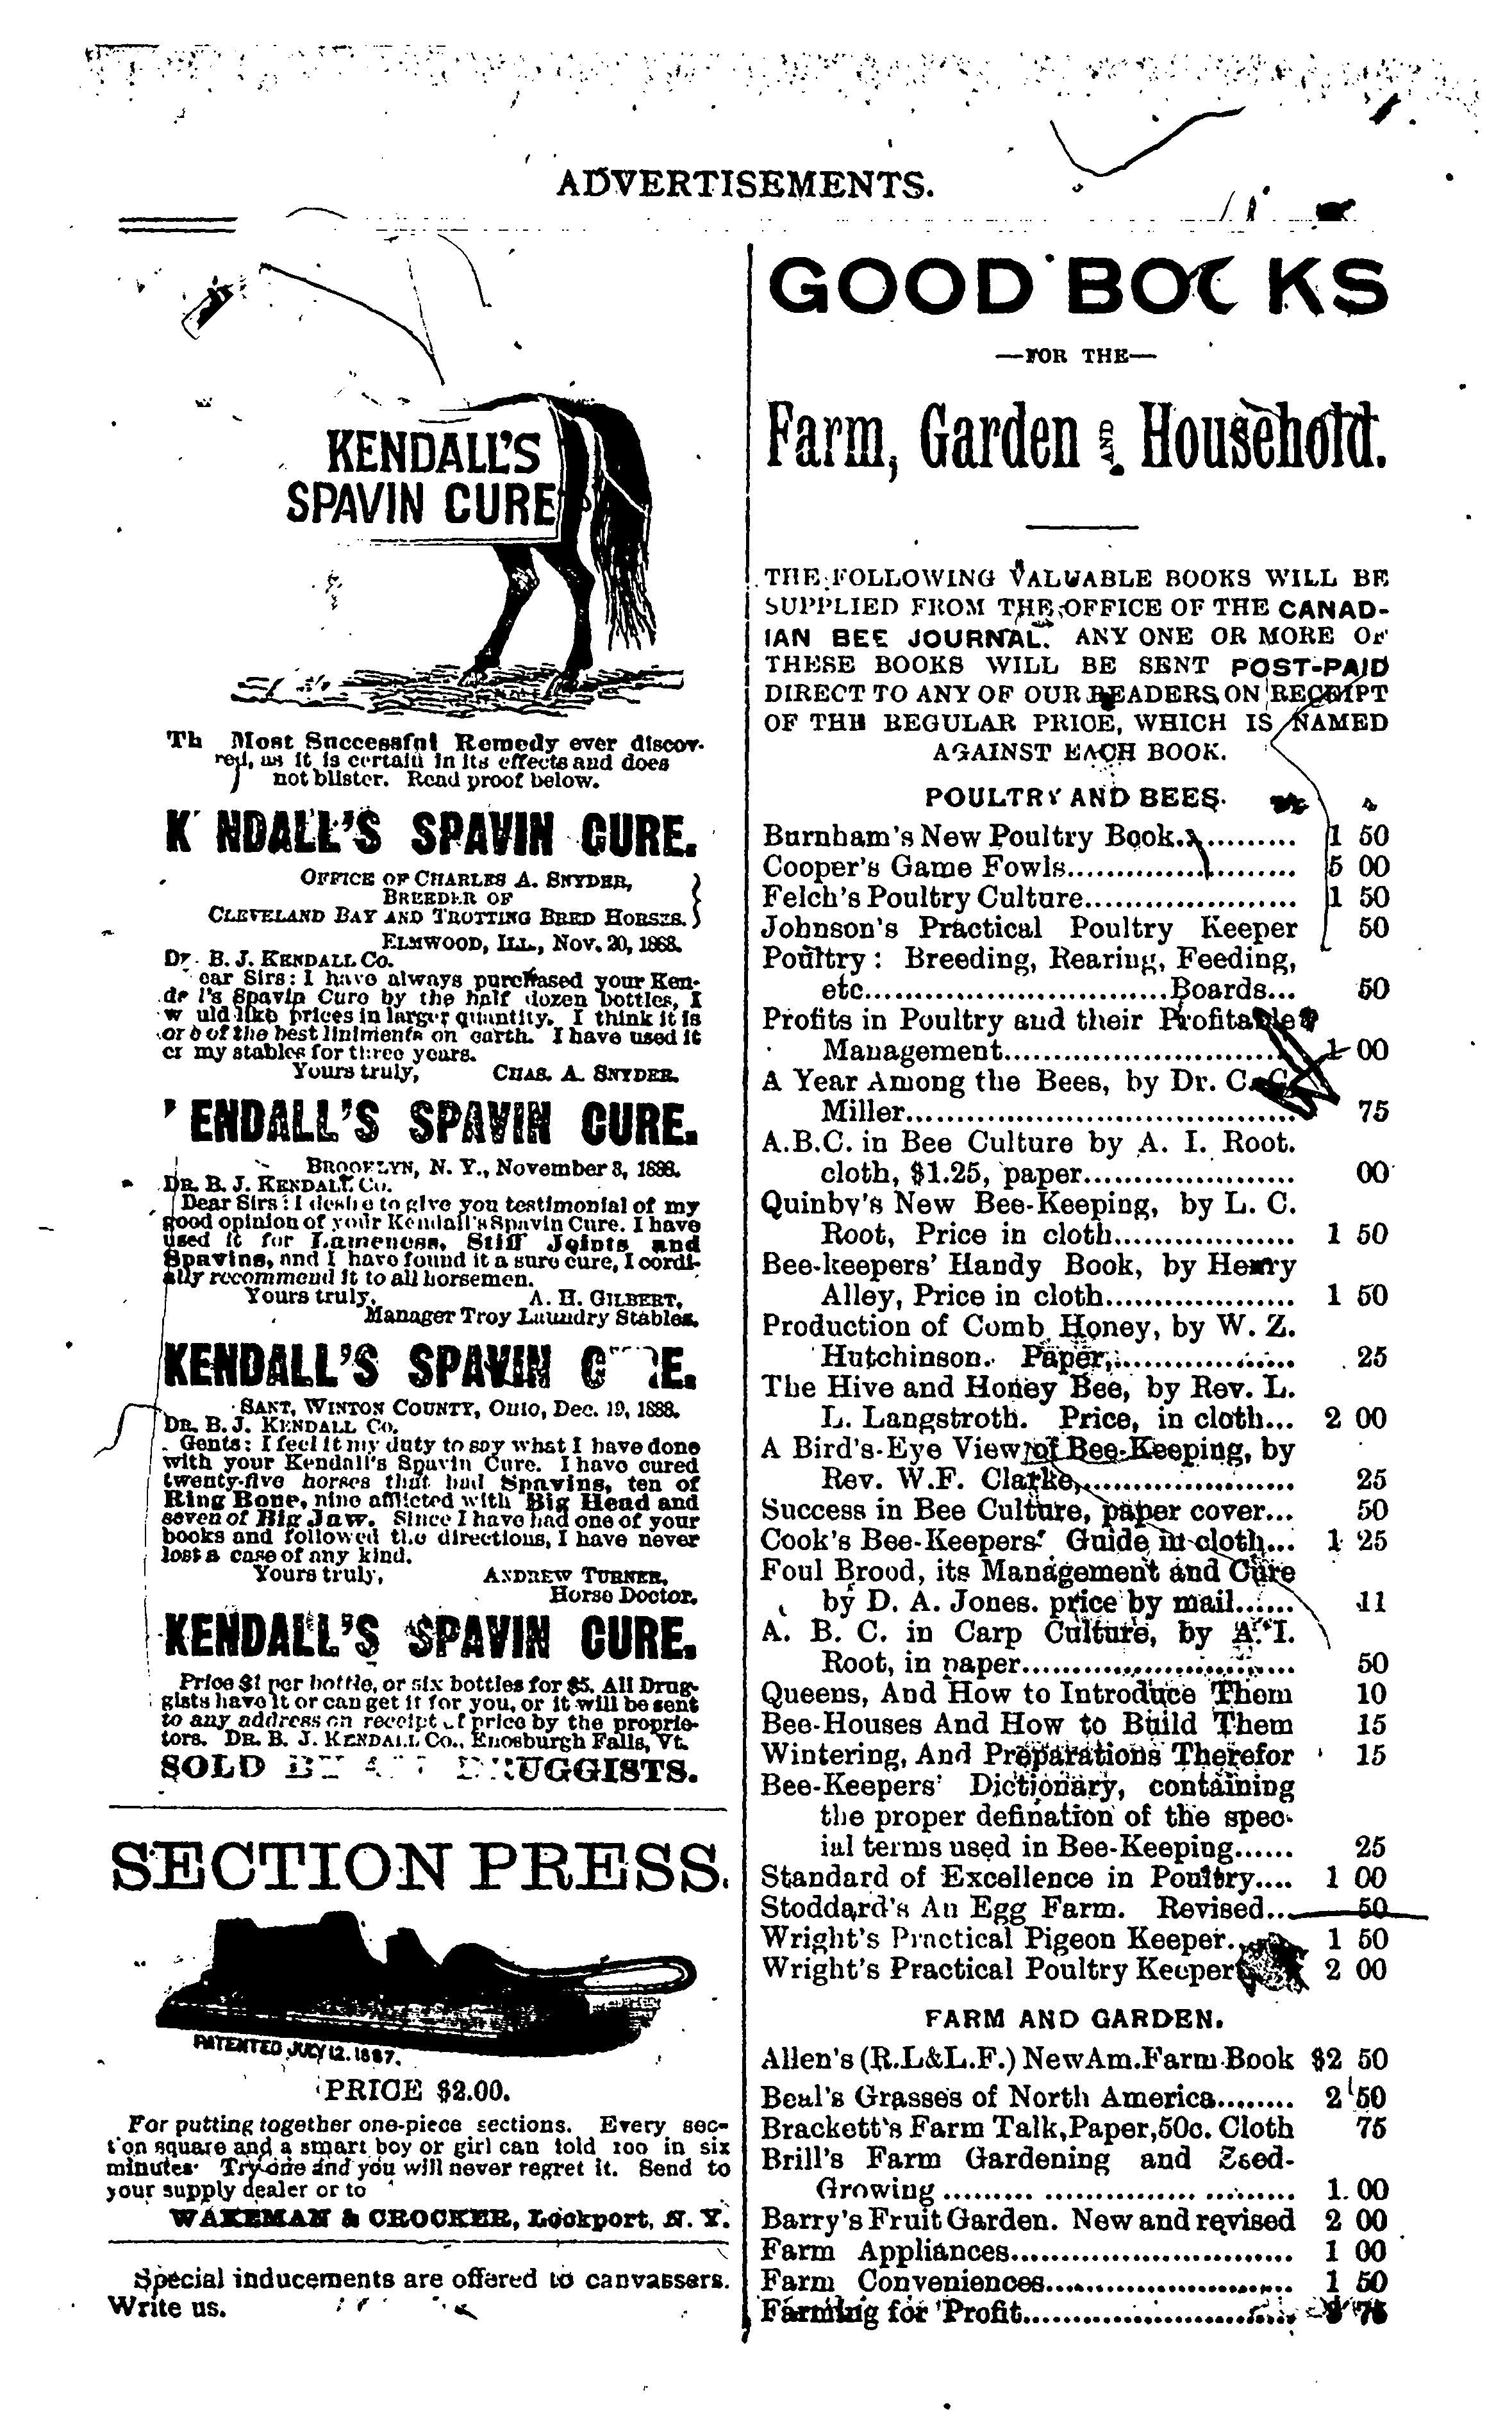 ADVERTISEMENTS.
KENDALL'S
SPAVIN CURE
Th Most Successful Remedy ever discov-
red, as it is certain in its effects and does
not blister. Read proof below.
K NDALL'S SPAVIN CURE.
OFFICE OF CHARLES A. SNYDER,
BREEDER OF
CLEVELAND BAY AND TROTTING BRED HORSES.
ELMWOOD, ILL., Nov. 20, 1888.
DR. B. J. KENDALL CO.
ear Sirs: I have always purchased your Ken-
d l's Spavin Cure by the half dozen bottles, I
w uld like prices in larger quantity. I think it is
of the best liniments on earth. I have used it
my stables for three years.
Yours truly, CHAS. A. SNYDER.
ENDALL'S SPAVIN CURE.
BROOKLYN, N. Y., November 8, 1888.
DR. B. J. KENDALL CO.
Dear Sirs: I desire to give you testimonial of my
good opinion of your Kendall's Spavin Cure. I have
used it for Lameness, Stiff Joints and
Spavins, and I have found it a sure cure, I cordi-
ally recommend it to all horsemen.
Yours truly, A. H. GILBERT,
Manager Troy Laundry Stables.
KENDALL'S SPAVIN C E.
SANT, WINTON COUNTY, OHIO, Dec. 19, 1888.
DR. B. J. KENDALL CO.
Gents: I feel it my duty to say what I have done
with your Kendall's Spavin Cure. I have cured
twenty-five horses that had Spavins, ten of
Ring Bone, nine afflicted with Big Head and
seven of Big Jaw. Since I have had one of your
books and followed the directions, I have never
lost a case of any kind.
Yours truly, ANDREW TURNER,
Horse Doctor.
KENDALL'S SPAVIN CURE.
Price $1 per bottle, or six bottles for $5. All Drug-
gists have it or can get it for you, or it will be sent
to any address on receipt of price by the proprie-
tors. DR. B. J. KENDALL CO., Enosburgh Falls, Vt.
SOLD BY ALL DRUGGISTS.
SECTION PRESS.
PATENTED JULY 12. 1887.
PRICE $2.00.
For putting together one-piece sections. Every sec-
t on square and a smart boy or girl can fold 100 in six
minutes. Try one and you will never regret it. Send to
your supply dealer or to
WAKEMAN & CROCKER, Lockport, N. Y.
Special inducements are offered to canvassers.
Write us.
GOOD BOOKS
—FOR THE—
Farm, Garden AND Household.
THE FOLLOWING VALUABLE BOOKS WILL BE
SUPPLIED FROM THE OFFICE OF THE CANAD-
IAN BEE JOURNAL. ANY ONE OR MORE OF
THESE BOOKS WILL BE SENT POST-PAID
DIRECT TO ANY OF OUR READERS ON RECEIPT
OF THE REGULAR PRICE, WHICH IS NAMED
AGAINST EACH BOOK.
POULTRY AND BEES.
Burnham's New Poultry Book........... 1 50
Cooper's Game Fowls........................ 5 00
Felch's Poultry Culture...................... 1 50
Johnson's Practical Poultry Keeper 50
Poultry: Breeding, Rearing, Feeding,
etc...............................Boards... 50
Profits in Poultry and their Profitable
Management............................ 1 00
A Year Among the Bees, by Dr. C. C.
Miller...................................... 75
A.B.C. in Bee Culture by A. I. Root.
cloth, $1.25, paper...................... 00
Quinby's New Bee-Keeping, by L. C.
Root, Price in cloth................... 1 50
Bee-keepers' Handy Book, by Henry
Alley, Price in cloth.................... 1 50
Production of Comb Honey, by W. Z.
Hutchinson. Paper,................... 25
The Hive and Honey Bee, by Rev. L.
L. Langstroth. Price, in cloth... 2 00
A Bird's-Eye View of Bee-Keeping, by
Rev. W.F. Clarke,...................... 25
Success in Bee Culture, paper cover... 50
Cook's Bee-Keepers' Guide in cloth,... 1 25
Foul Brood, its Management and Cure
by D. A. Jones. price by mail...... 11
A. B. C. in Carp Culture, by A. I.
Root, in paper............................ 50
Queens, And How to Introduce Them 10
Bee-Houses And How to Build Them 15
Wintering, And Preparations Therefor 15
Bee-Keepers' Dictionary, containing
the proper defination of the spec-
ial terms used in Bee-Keeping...... 25
Standard of Excellence in Poultry.... 1 00
Stoddard's An Egg Farm. Revised... 50
Wright's Practical Pigeon Keeper... 1 50
Wright's Practical Poultry Keeper 2 00
FARM AND GARDEN.
Allen's (R.L&L.F.) New Am. Farm Book $2 50
Beal's Grasses of North America......... 2 50
Brackett's Farm Talk, Paper, 50c. Cloth 75
Brill's Farm Gardening and Seed-
Growing ......... ............... ......... 1.00
Barry's Fruit Garden. New and revised 2 00
Farm Appliances............................. 1 00
Farm Conveniences.......................... 1 50
Farming for Profit............................ 75